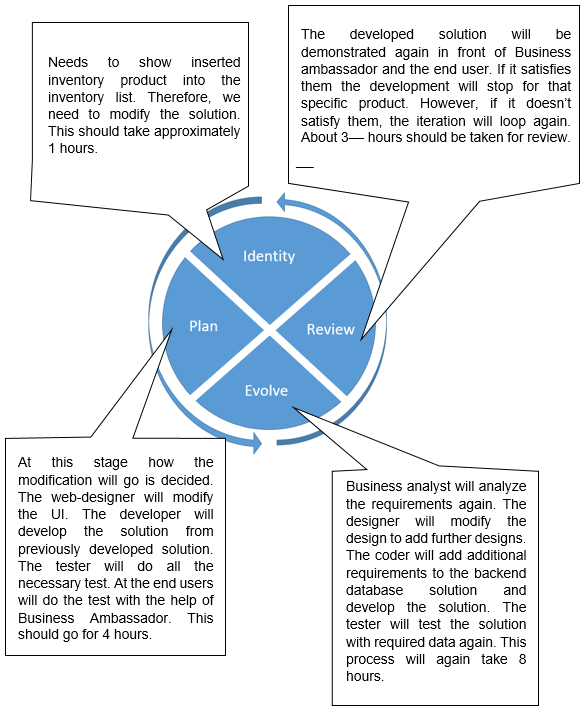 Needs to show inserted
inventory product into the
inventory list. Therefore, we
need to modify the solution.
This should take approximately
1 hours.
The developed solution will be
demonstrated again in front of Business
ambassador and the end user. If it satisfies
them the development will stop for that
specific product. However, if it doesn't
satisfy them, the iteration will loop again.
About 3— hours should be taken for review.
—
Identity
Plan
Review
Evolve
At this stage how the
modification will go is decided.
The web-designer will modify
the UI. The developer will
develop the solution from
previously developed solution.
The tester will do all the
necessary test. At the end users
will do the test with the help of
Business Ambassador. This
should go for 4 hours.
Business analyst will analyze
the requirements again. The
designer will modify the
design to add further designs.
The coder will add additional
requirements to the backend
database solution and
develop the solution. The
tester will test the solution
with required data again. This
process will again take 8
hours.